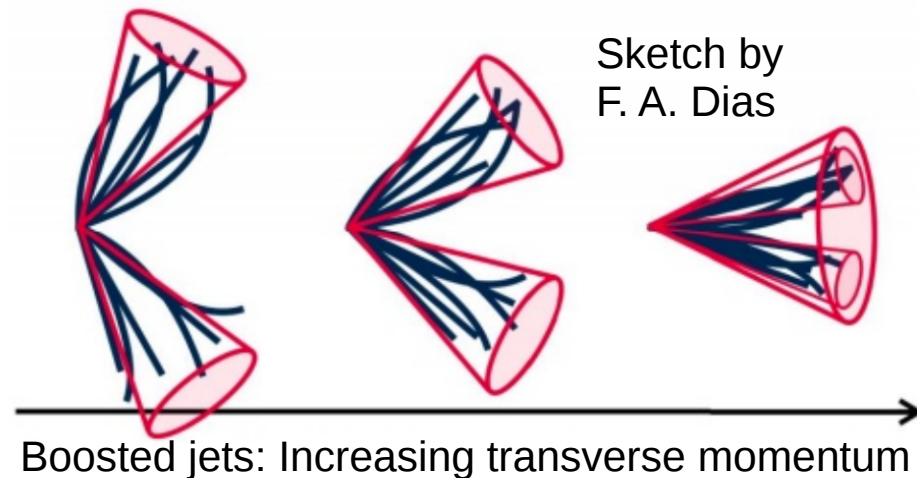 Sketch by
F. A. Dias
Boosted jets: Increasing transverse momentum